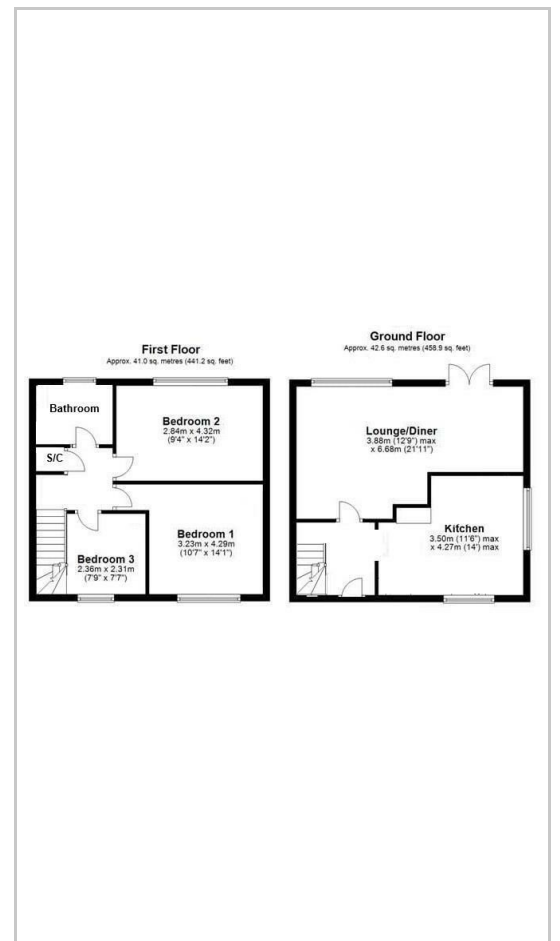 First Floor
Approx. 41.0 sq. metres (441.2 sq. feet)
Bathroom
Bedroom 2
2.84m x 4.32m
(9'4" x 14'2")
S/C
Bedroom 1
3.23m x 4.29m
(10'7" x 14'1")
Bedroom 3
2.36m x 2.31m
(7'9" x 7'7")
Ground Floor
Approx. 42.6 sq. metres (458.9 sq. feet)
Lounge/Diner
3.88m (12'9") max
x 6.68m (21'11")
Kitchen
3.50m (11'6") max
x 4.27m (14') max